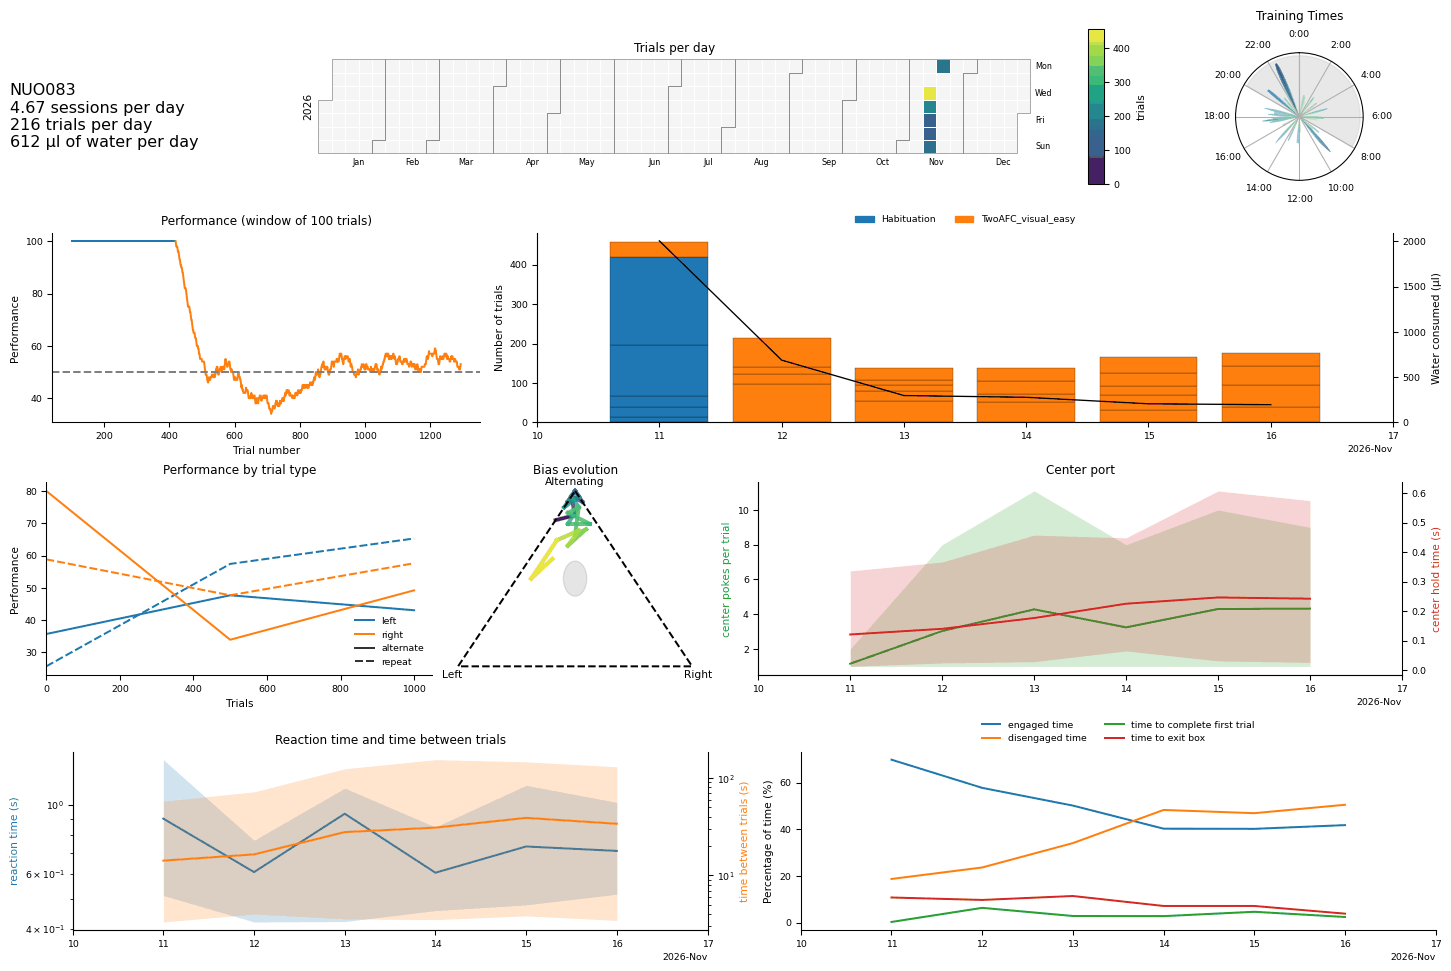 NUO083
4.67 sessions per day
216 trials per day
612 µl of water per day
Trials per day
2026
Mon
Wed
Fri
Sun
Jan Feb Mar Apr May Jun Jul Aug Sep Oct Nov Dec
400
300
200
100
0
trials
Training Times
0:00
2:00
4:00
6:00
8:00
10:00
12:00
14:00
16:00
18:00
20:00
22:00
Performance (window of 100 trials)
Performance
100
80
60
40
200 400 600 800 1000 1200
Trial number
Habituation TwoAFC_visual_easy
Number of trials
400
300
200
100
0
10 11 12 13 14 15 16 17
2026-Nov
2000
1500
1000
500
0
Water consumed (µl)
Performance by trial type
Performance
80
70
60
50
40
30
left
right
alternate
repeat
0 200 400 600 800 1000
Trials
Bias evolution
Alternating
Left Right
Center port
center pokes per trial
10
8
6
4
2
10 11 12 13 14 15 16 17
2026-Nov
0.6
0.5
0.4
0.3
0.2
0.1
0.0
center hold time (s)
Reaction time and time between trials
reaction time (s)
10⁰
6 × 10⁻¹
4 × 10⁻¹
10 11 12 13 14 15 16 17
2026-Nov
10²
10¹
time between trials (s)
engaged time
disengaged time
time to complete first trial
time to exit box
Percentage of time (%)
60
40
20
0
10 11 12 13 14 15 16 17
2026-Nov